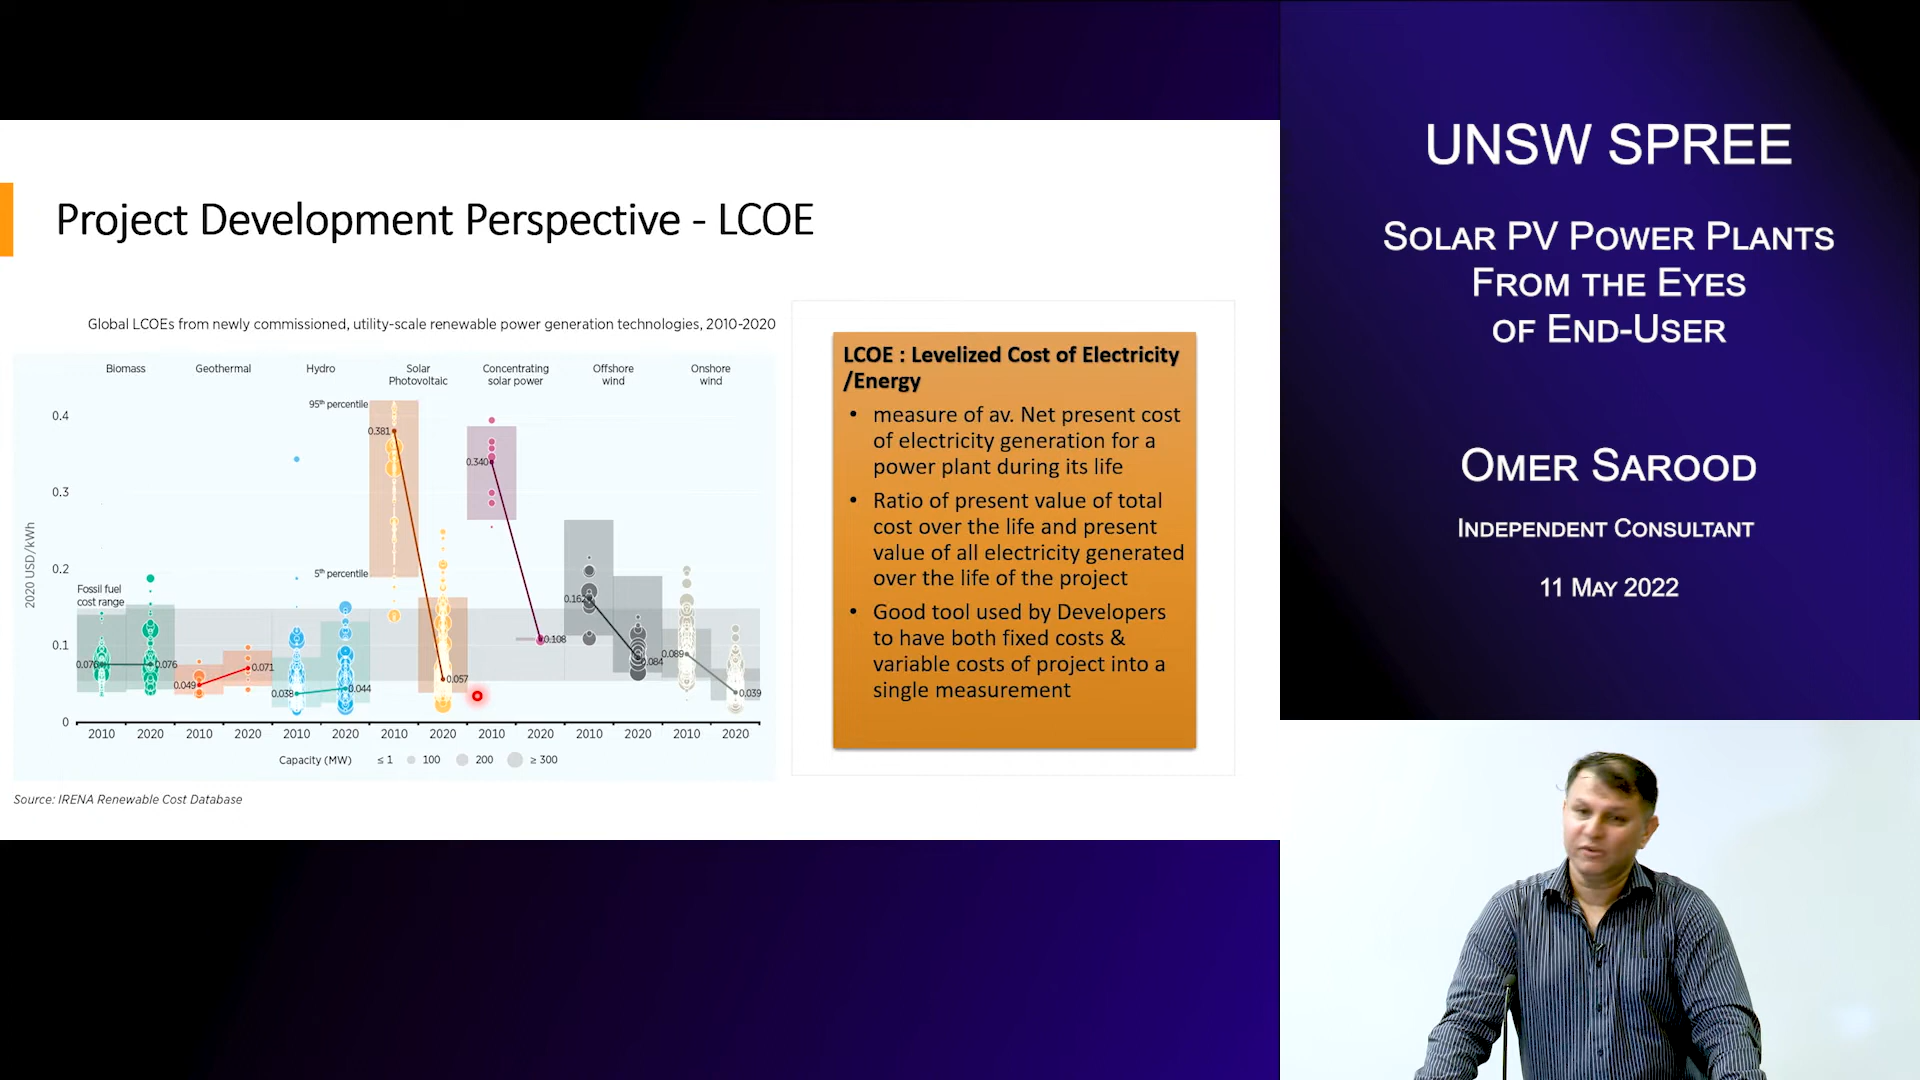 Project Development Perspective - LCOE
Global LCOEs from newly commissioned, utility-scale renewable power generation technologies, 2010-2020
Biomass
Geothermal
Hydro
Solar
Photovoltaic
Concentrating
solar power
Offshore
wind
Onshore
wind
2020 USD/kWh
0.4
0.3
0.2
0.1
0
95th percentile
5th percentile
Fossil fuel
cost range
0.076
0.076
0.049
0.071
0.038
0.044
0.381
0.057
0.340
0.108
0.162
0.084
0.089
0.039
2010 2020 2010 2020 2010 2020 2010 2020 2010 2020 2010 2020 2010 2020
Capacity (MW) ≤ 1 100 200 ≥ 300
Source: IRENA Renewable Cost Database
LCOE : Levelized Cost of Electricity
/Energy
• measure of av. Net present cost
of electricity generation for a
power plant during its life
• Ratio of present value of total
cost over the life and present
value of all electricity generated
over the life of the project
• Good tool used by Developers
to have both fixed costs &
variable costs of project into a
single measurement
UNSW SPREE
Solar PV Power Plants
From the Eyes
of End-User
Omer Sarood
Independent Consultant
11 May 2022